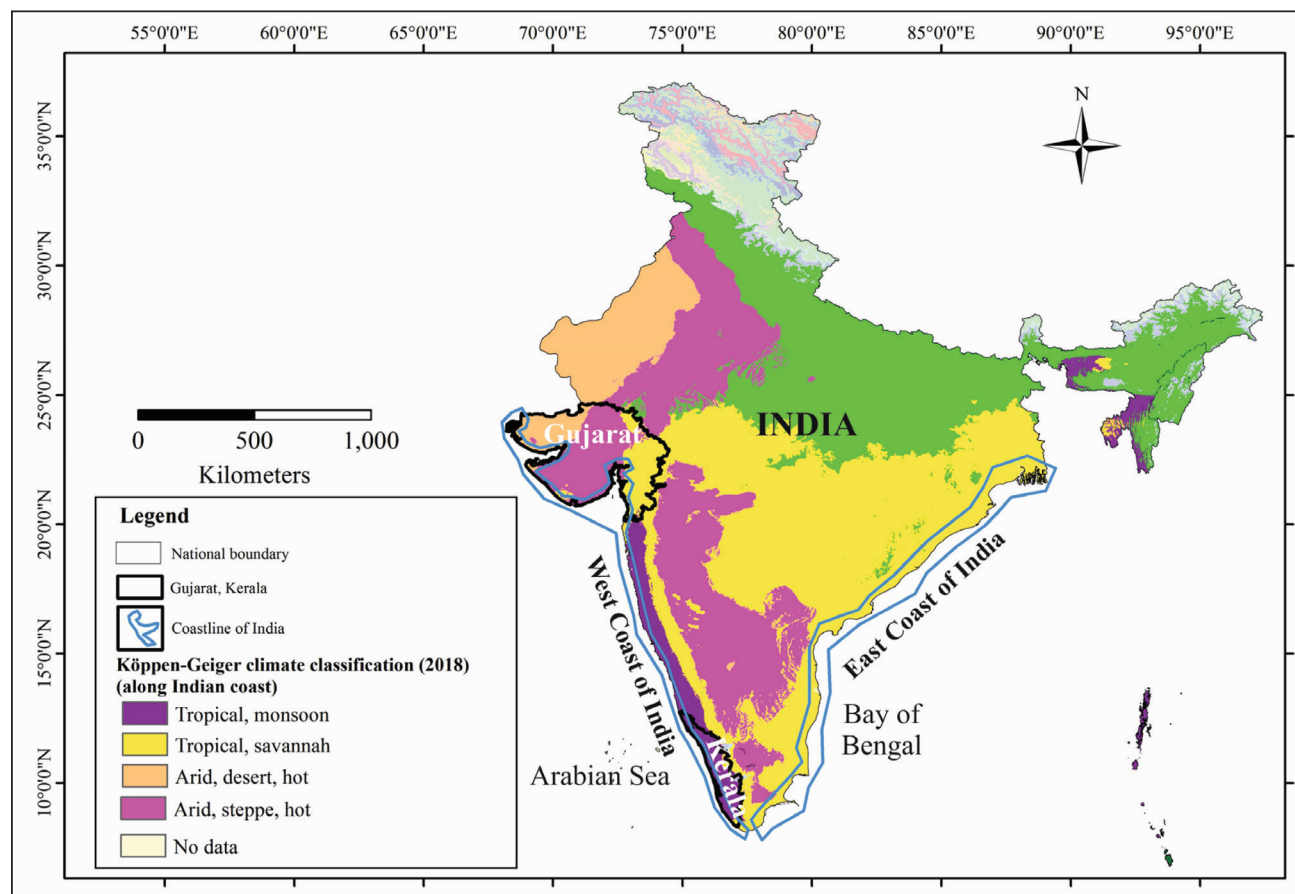 55°0'0"E 60°0'0"E 65°0'0"E 70°0'0"E 75°0'0"E 80°0'0"E 85°0'0"E 90°0'0"E 95°0'0"E
N
33°0'0"N
30°0'0"N
25°0'0"N
20°0'0"N
15°0'0"N
10°0'0"N
INDIA
Gujarat
0 500 1,000
Kilometers
West Coast of India
East Coast of India
Bay of
Bengal
Arabian Sea
Kerala
Legend
National boundary
Gujarat, Kerala
Coastline of India
Köppen-Geiger climate classification (2018)
(along Indian coast)
Tropical, monsoon
Tropical, savannah
Arid, desert, hot
Arid, steppe, hot
No data